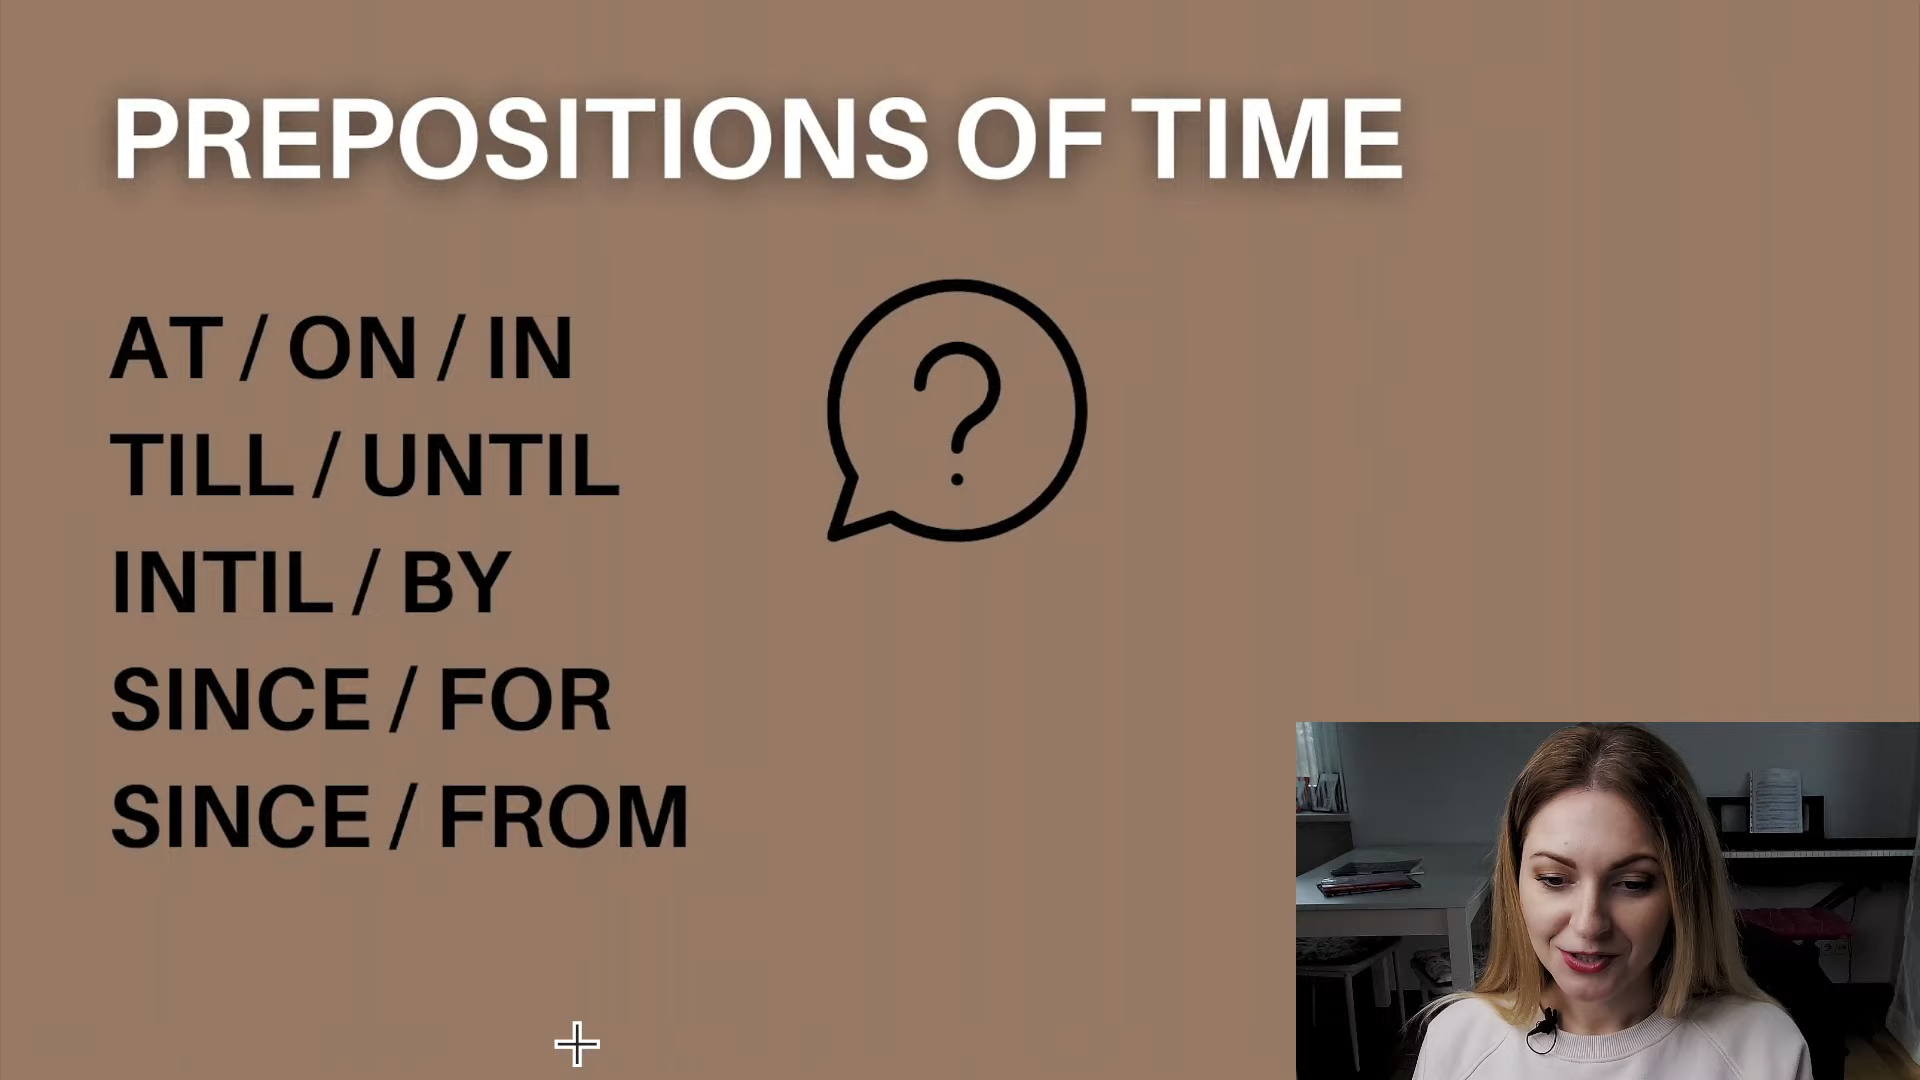 PREPOSITIONS OF TIME
AT / ON / IN
TILL / UNTIL
INTIL / BY
SINCE / FOR
SINCE / FROM